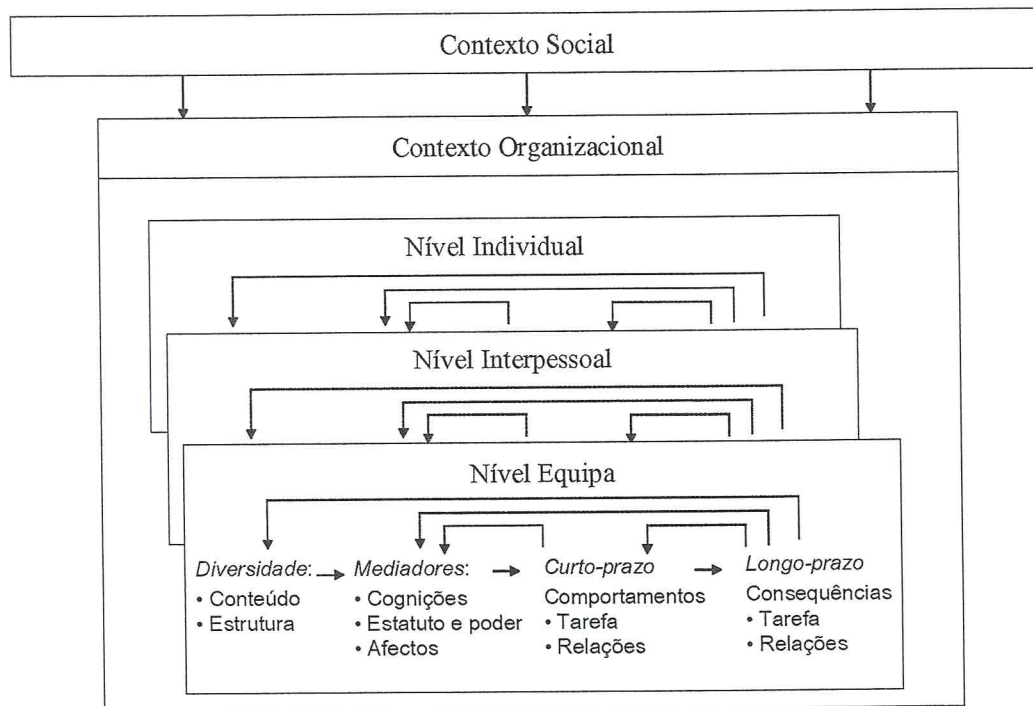 Contexto Social
Contexto Organizacional
Nível Individual
Nível Interpessoal
Nível Equipa
Diversidade:
• Conteúdo
• Estrutura
Mediadores:
• Cognições
• Estatuto e poder
• Afectos
Curto-prazo
Comportamentos
• Tarefa
• Relações
Longo-prazo
Consequências
• Tarefa
• Relações